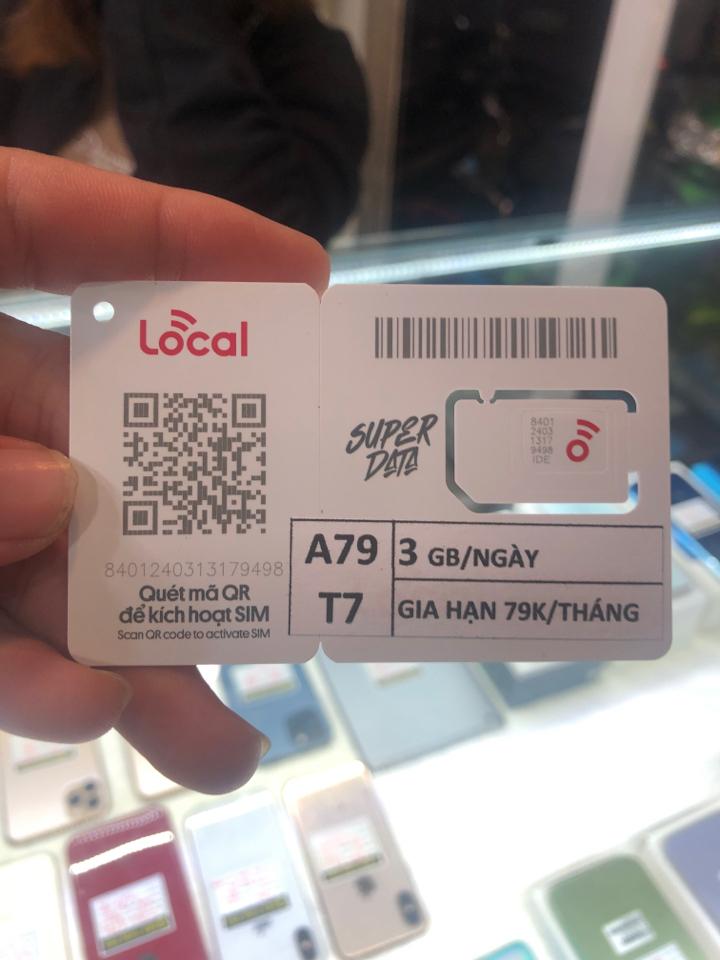 Local
8401240313179498
Quét mã QR
để kích hoạt SIM
Scan QR code to activate SIM
SUPER
DATA
8401
2403
1317
9498
IDE
A79
3 GB/NGÀY
T7
GIA HẠN 79K/THÁNG